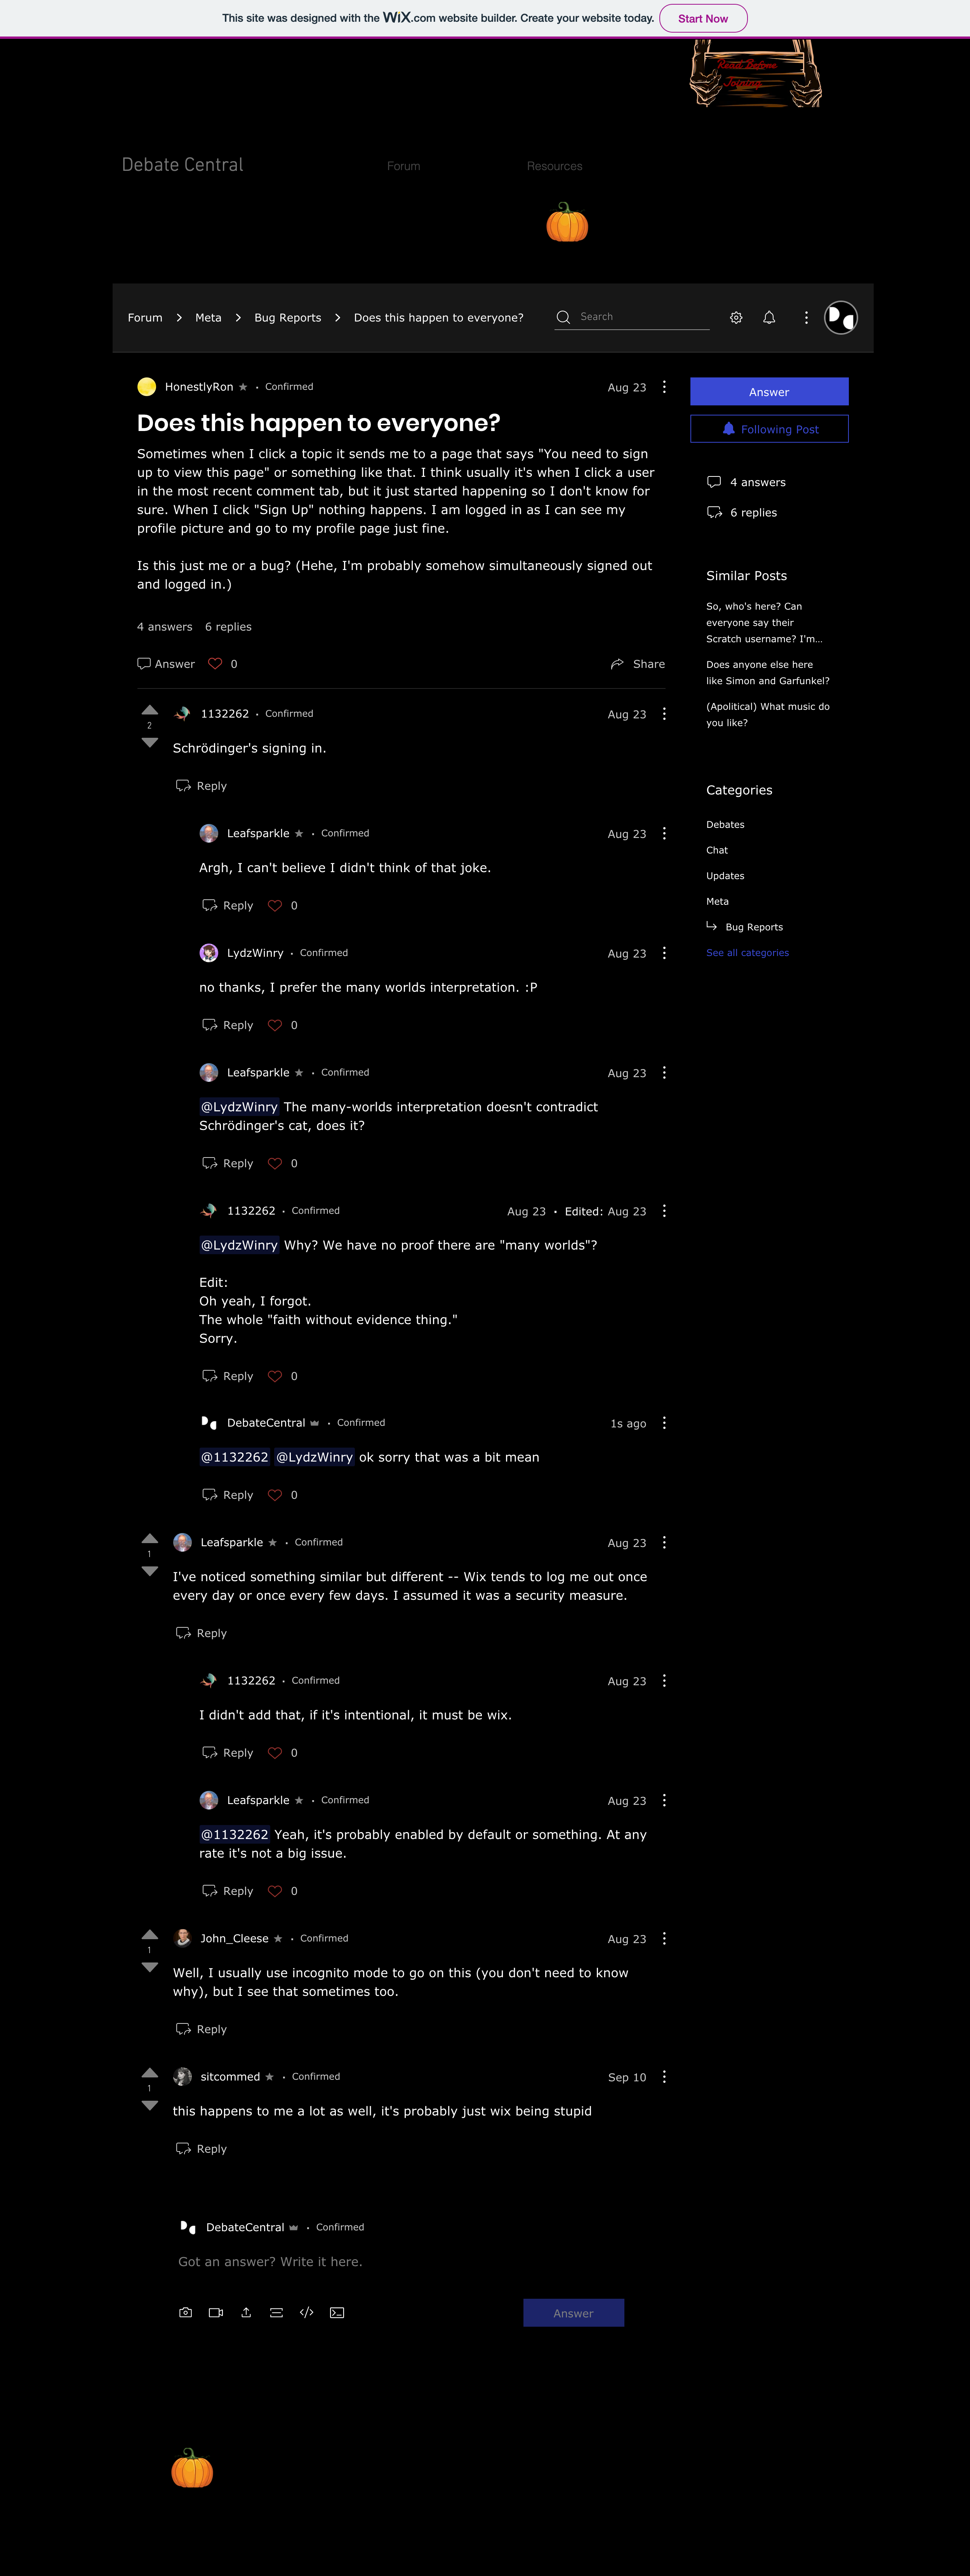 This site was designed with the WiX.com website builder. Create your website today. Start Now
Read Before
Joining
Debate Central
Forum
Resources
Forum > Meta > Bug Reports > Does this happen to everyone?
Search
HonestlyRon ★ • Confirmed
Aug 23
Does this happen to everyone?
Sometimes when I click a topic it sends me to a page that says "You need to sign
up to view this page" or something like that. I think usually it's when I click a user
in the most recent comment tab, but it just started happening so I don't know for
sure. When I click "Sign Up" nothing happens. I am logged in as I can see my
profile picture and go to my profile page just fine.
Is this just me or a bug? (Hehe, I'm probably somehow simultaneously signed out
and logged in.)
4 answers 6 replies
Answer 0
Share
Answer
Following Post
4 answers
6 replies
Similar Posts
So, who's here? Can
everyone say their
Scratch username? I'm...
Does anyone else here
like Simon and Garfunkel?
(Apolitical) What music do
you like?
Categories
Debates
Chat
Updates
Meta
Bug Reports
See all categories
2
1132262 • Confirmed
Aug 23
Schrödinger's signing in.
Reply
Leafsparkle ★ • Confirmed
Aug 23
Argh, I can't believe I didn't think of that joke.
Reply 0
LydzWinry • Confirmed
Aug 23
no thanks, I prefer the many worlds interpretation. :P
Reply 0
Leafsparkle ★ • Confirmed
Aug 23
@LydzWinry The many-worlds interpretation doesn't contradict
Schrödinger's cat, does it?
Reply 0
1132262 • Confirmed
Aug 23 • Edited: Aug 23
@LydzWinry Why? We have no proof there are "many worlds"?
Edit:
Oh yeah, I forgot.
The whole "faith without evidence thing."
Sorry.
Reply 0
DebateCentral • Confirmed
1s ago
@1132262 @LydzWinry ok sorry that was a bit mean
Reply 0
1
Leafsparkle ★ • Confirmed
Aug 23
I've noticed something similar but different -- Wix tends to log me out once
every day or once every few days. I assumed it was a security measure.
Reply
1132262 • Confirmed
Aug 23
I didn't add that, if it's intentional, it must be wix.
Reply 0
Leafsparkle ★ • Confirmed
Aug 23
@1132262 Yeah, it's probably enabled by default or something. At any
rate it's not a big issue.
Reply 0
1
John_Cleese ★ • Confirmed
Aug 23
Well, I usually use incognito mode to go on this (you don't need to know
why), but I see that sometimes too.
Reply
1
sitcommed ★ • Confirmed
Sep 10
this happens to me a lot as well, it's probably just wix being stupid
Reply
DebateCentral • Confirmed
Got an answer? Write it here.
Answer